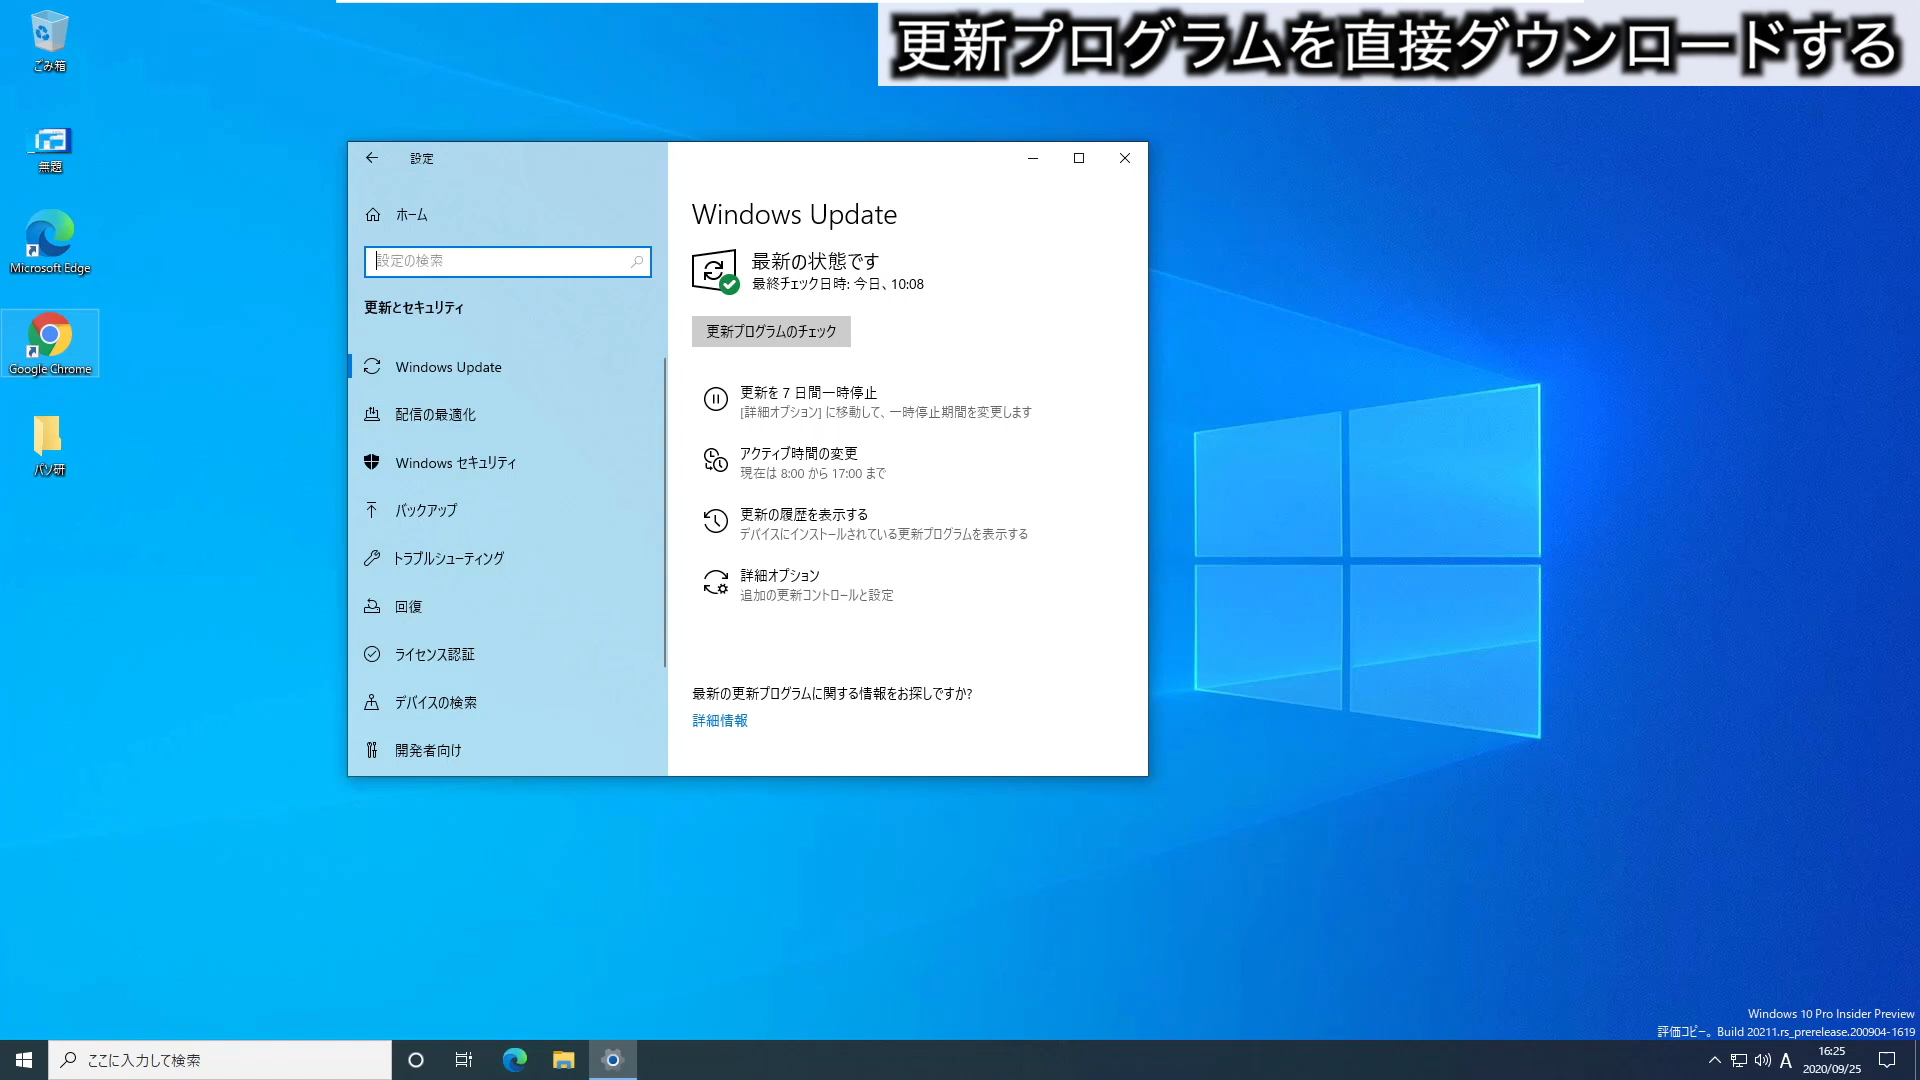 更新プログラムを直接ダウンロードする
ごみ箱
無題
Microsoft Edge
Google Chrome
パソ研
設定
ホーム
設定の検索
更新とセキュリティ
Windows Update
配信の最適化
Windows セキュリティ
バックアップ
トラブルシューティング
回復
ライセンス認証
デバイスの検索
開発者向け
Windows Update
最新の状態です
最終チェック日時: 今日、10:08
更新プログラムのチェック
更新を 7 日間一時停止
[詳細オプション] に移動して、一時停止期間を変更します
アクティブ時間の変更
現在は 8:00 から 17:00 まで
更新の履歴を表示する
デバイスにインストールされている更新プログラムを表示する
詳細オプション
追加の更新コントロールと設定
最新の更新プログラムに関する情報をお探しですか?
詳細情報
Windows 10 Pro Insider Preview
評価コピー。 Build 20211.rs_prerelease.200904-1619
ここに入力して検索
A
16:25
2020/09/25